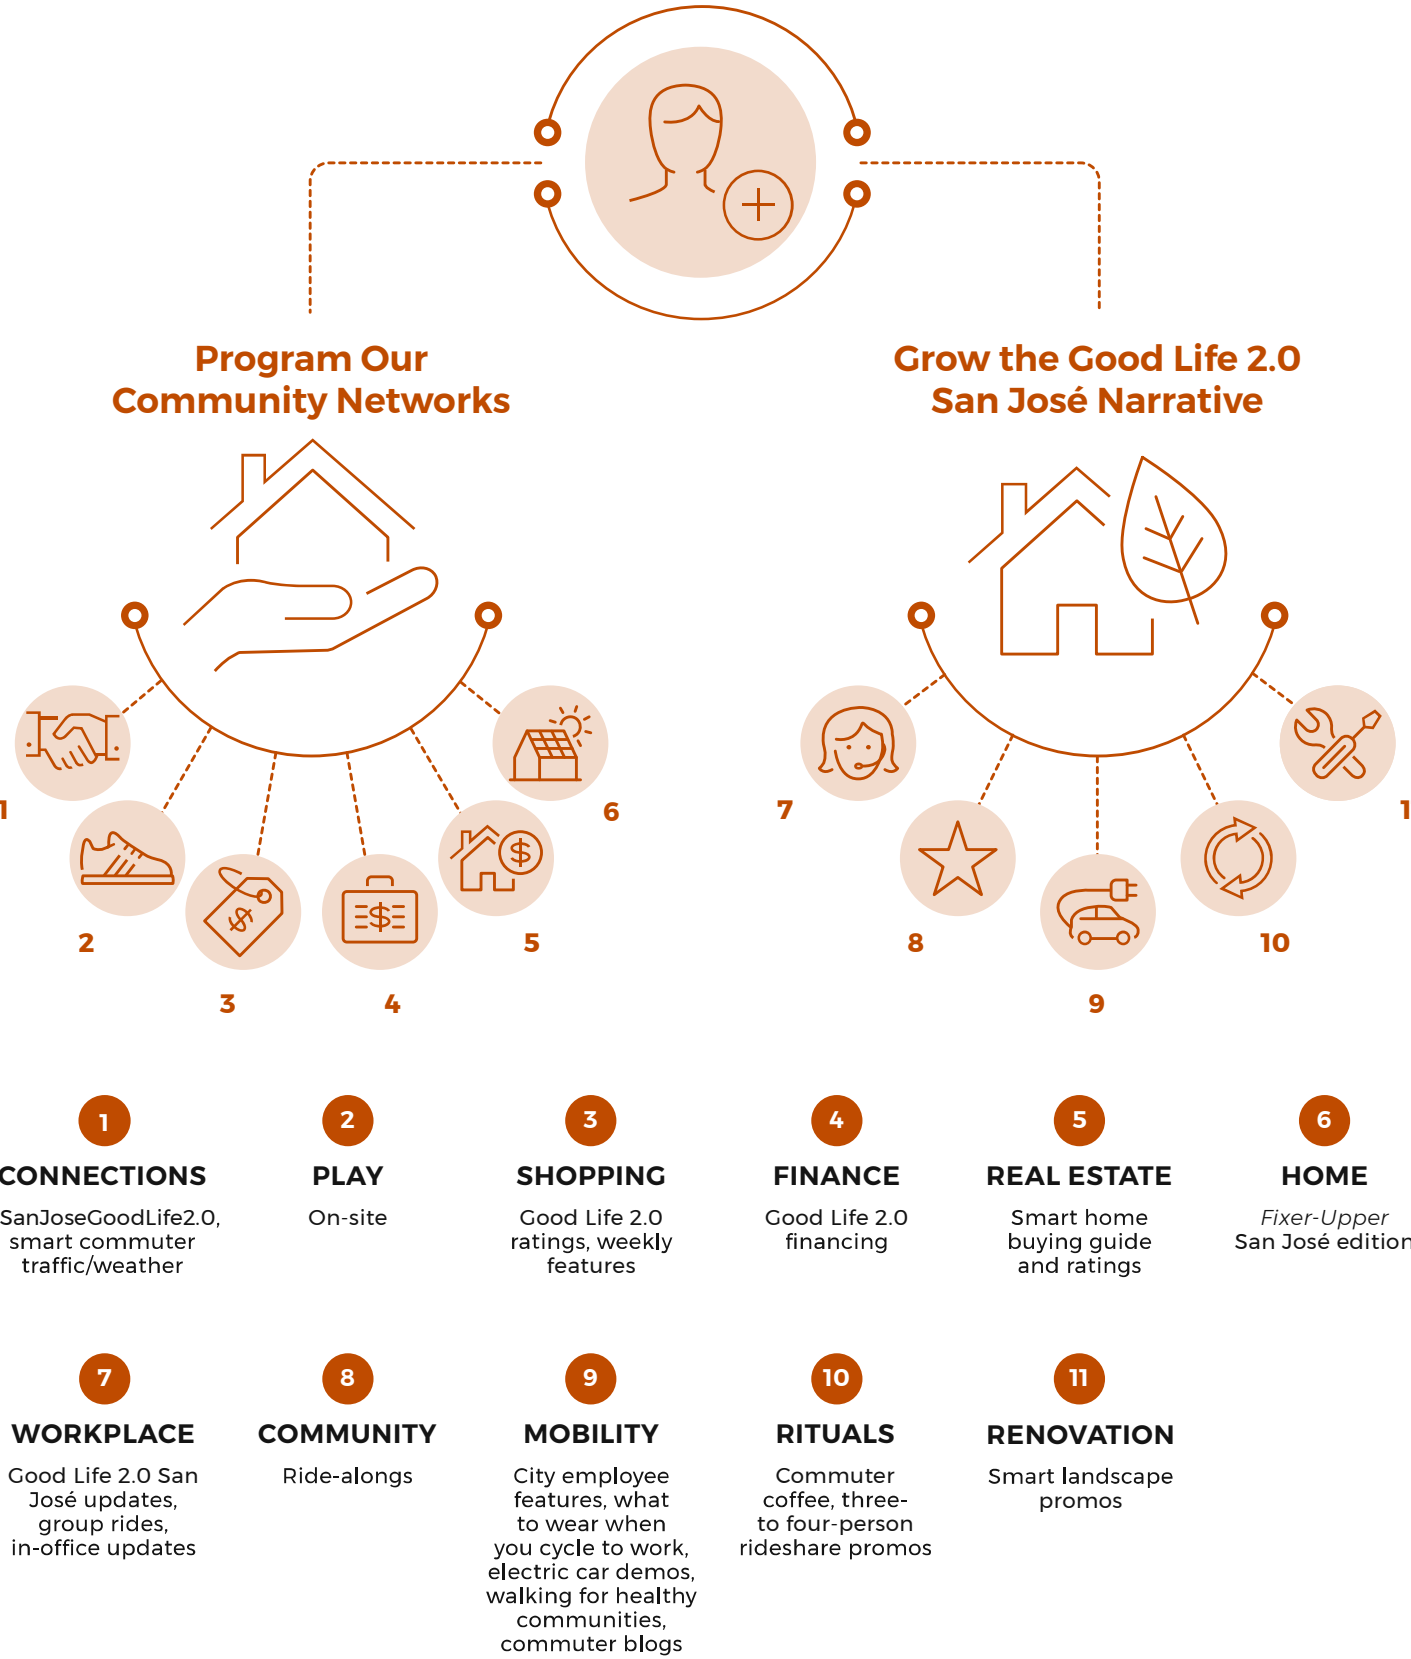 Program Our
Community Networks
Grow the Good Life 2.0
San José Narrative
1
2
3
4
5
6
7
8
9
10
1
1
CONNECTIONS
SanJoseGoodLife2.0,
smart commuter
traffic/weather
2
PLAY
On-site
3
SHOPPING
Good Life 2.0
ratings, weekly
features
4
FINANCE
Good Life 2.0
financing
5
REAL ESTATE
Smart home
buying guide
and ratings
6
HOME
Fixer-Upper
San José edition
7
WORKPLACE
Good Life 2.0 San
José updates,
group rides,
in-office updates
8
COMMUNITY
Ride-alongs
9
MOBILITY
City employee
features, what
to wear when
you cycle to work,
electric car demos,
walking for healthy
communities,
commuter blogs
10
RITUALS
Commuter
coffee, three-
to four-person
rideshare promos
11
RENOVATION
Smart landscape
promos